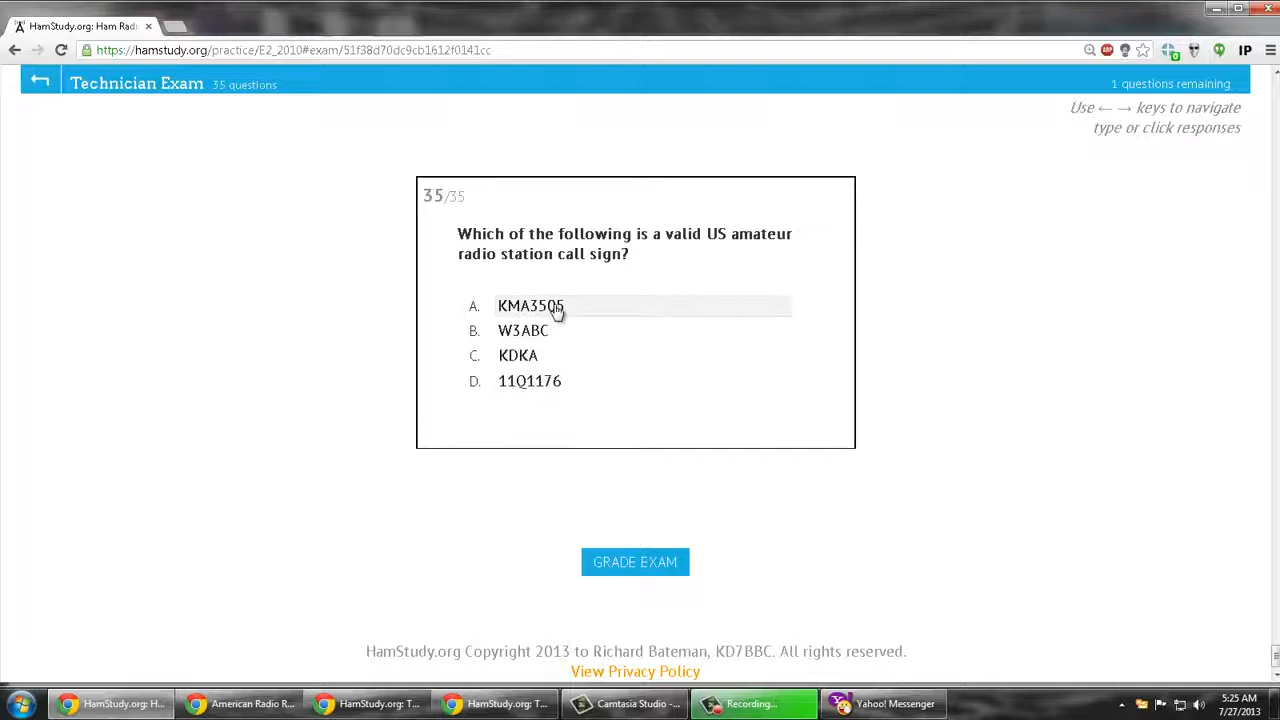 HamStudy.org: Ham Rad
https://hamstudy.org/practice/E2_2010#exam/51f38d70dc9cb1612f0141cc
ABP
0
IP
Technician Exam 35 questions
1 questions remaining
Use ← → keys to navigate
type or click responses
35/35
Which of the following is a valid US amateur
radio station call sign?
A. KMA3505
B. W3ABC
C. KDKA
D. 11Q1176
GRADE EXAM
HamStudy.org Copyright 2013 to Richard Bateman, KD7BBC. All rights reserved.
View Privacy Policy
HamStudy.org: H...
American Radio R...
HamStudy.org: T...
HamStudy.org: T...
Camtasia Studio -...
Recording...
Yahoo! Messenger
5:25 AM
7/27/2013